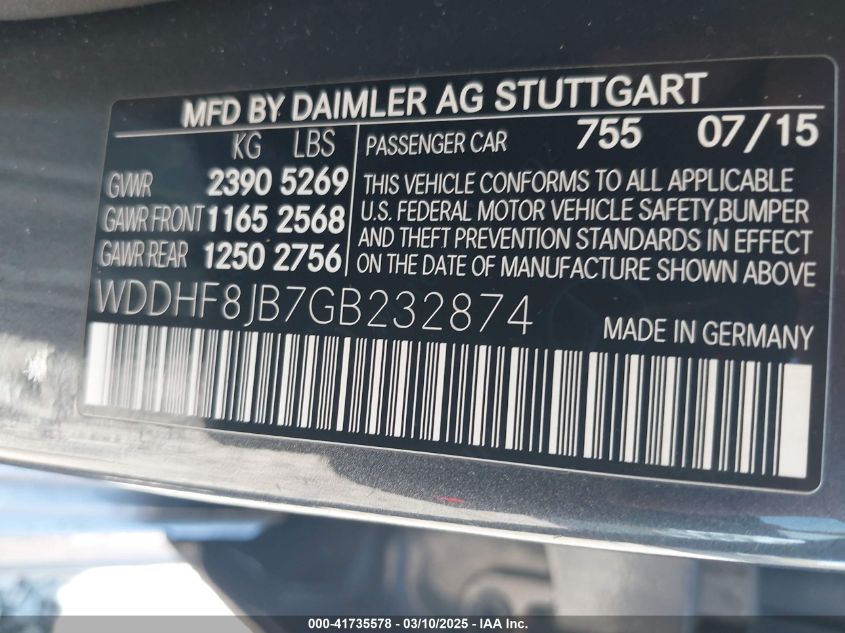 MFD BY DAIMLER AG STUTTGART
KG LBS
GVWR 2390 5269
GAWR FRONT 1165 2568
GAWR REAR 1250 2756
PASSENGER CAR 755 07/15
THIS VEHICLE CONFORMS TO ALL APPLICABLE
U.S. FEDERAL MOTOR VEHICLE SAFETY,BUMPER
AND THEFT PREVENTION STANDARDS IN EFFECT
ON THE DATE OF MANUFACTURE SHOWN ABOVE
WDDHF8JB7GB232874
MADE IN GERMANY
000-41735578 - 03/10/2025 - IAA, Inc.